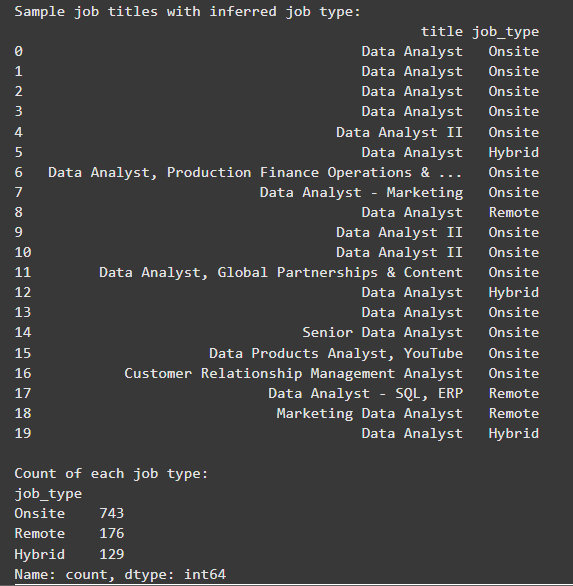 Sample job titles with inferred job type:
title job_type
0 Data Analyst Onsite
1 Data Analyst Onsite
2 Data Analyst Onsite
3 Data Analyst Onsite
4 Data Analyst II Onsite
5 Data Analyst Hybrid
6 Data Analyst, Production Finance Operations & ... Onsite
7 Data Analyst - Marketing Onsite
8 Data Analyst Remote
9 Data Analyst II Onsite
10 Data Analyst II Onsite
11 Data Analyst, Global Partnerships & Content Onsite
12 Data Analyst Hybrid
13 Data Analyst Onsite
14 Senior Data Analyst Onsite
15 Data Products Analyst, YouTube Onsite
16 Customer Relationship Management Analyst Onsite
17 Data Analyst - SQL, ERP Remote
18 Marketing Data Analyst Remote
19 Data Analyst Hybrid
Count of each job type:
job_type
Onsite 743
Remote 176
Hybrid 129
Name: count, dtype: int64